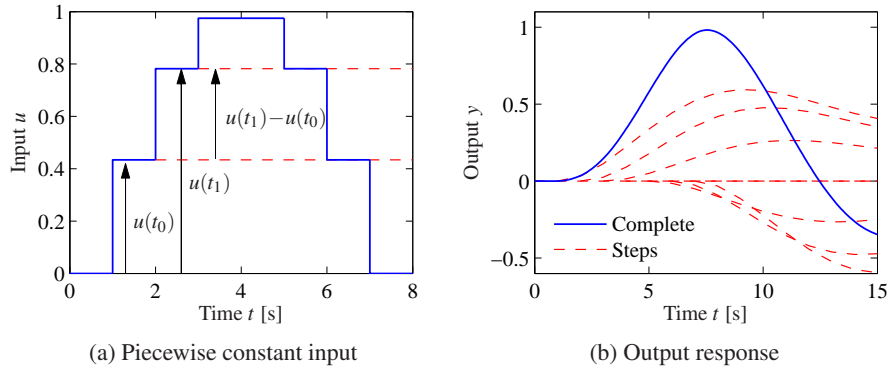 1
0.8
0.6
0.4
0.2
0
Input u
u(t₁)−u(t₀)
u(t₁)
u(t₀)
0 2 4 6 8
Time t [s]
(a) Piecewise constant input
1
0.5
0
−0.5
Output y
Complete
Steps
0 5 10 15
Time t [s]
(b) Output response